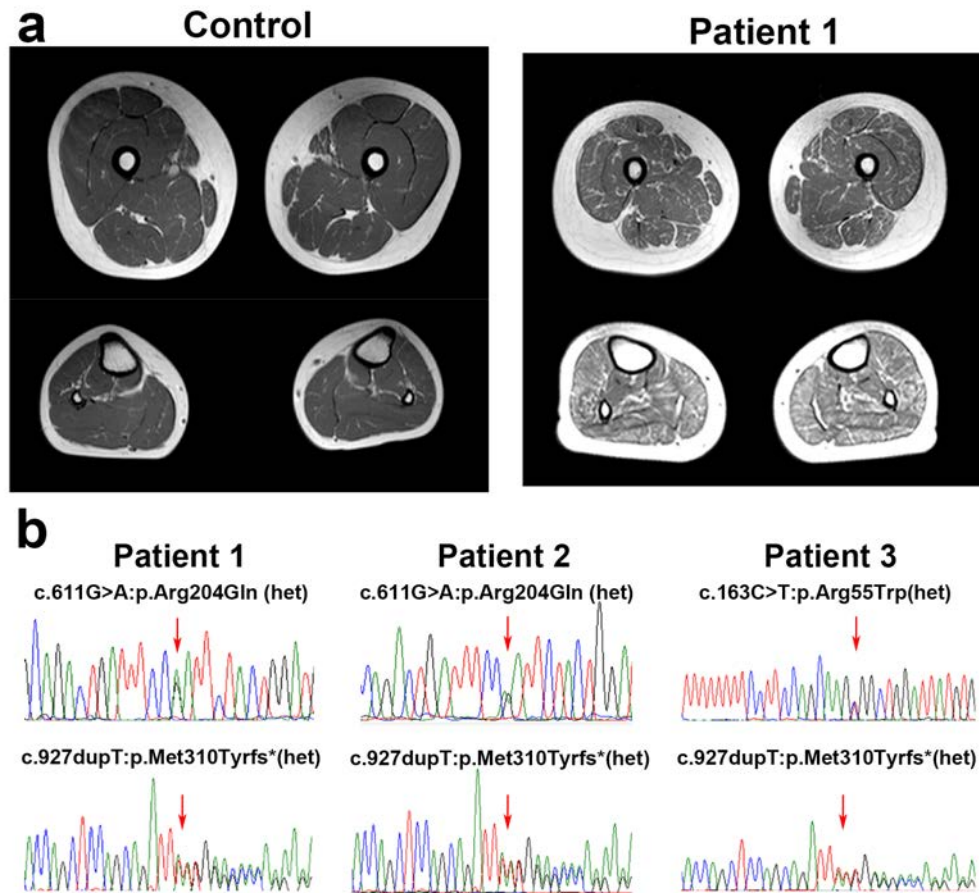 a
Control
Patient 1
b
Patient 1
Patient 2
Patient 3
c.611G>A:p.Arg204Gln (het)
c.611G>A:p.Arg204Gln (het)
c.163C>T:p.Arg55Trp(het)
c.927dupT:p.Met310Tyrfs*(het)
c.927dupT:p.Met310Tyrfs*(het)
c.927dupT:p.Met310Tyrfs*(het)